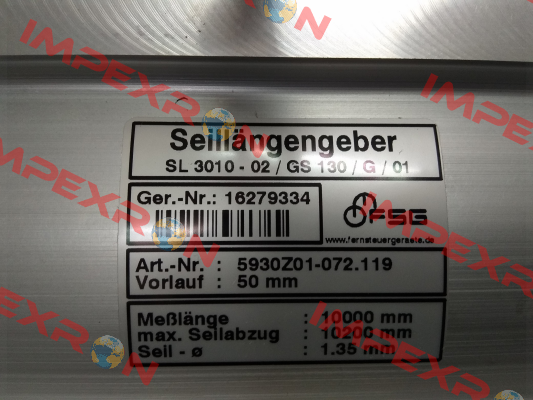 Seillängengeber
SL 3010 - 02 / GS 130 / G / 01
Ger.-Nr.: 16279334
FSG
www.fernsteuergeraete.de
Art.-Nr. : 5930Z01-072.119
Vorlauf : 50 mm
Meßlänge : 10000 mm
max. Seilabzug : 10200 mm
Seil - ø : 1.35 mm
IMPEXRON
IMPEXRON
IMPEXRON
IMPEXRON